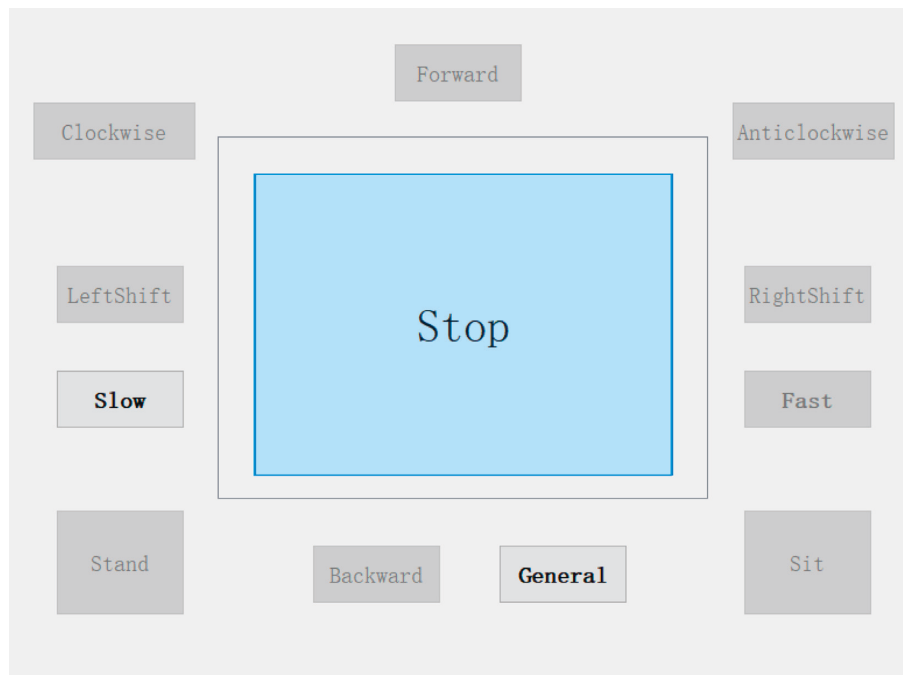 Forward
Clockwise
Anticlockwise
LeftShift
RightShift
Stop
Slow
Fast
Stand
Backward
General
Sit